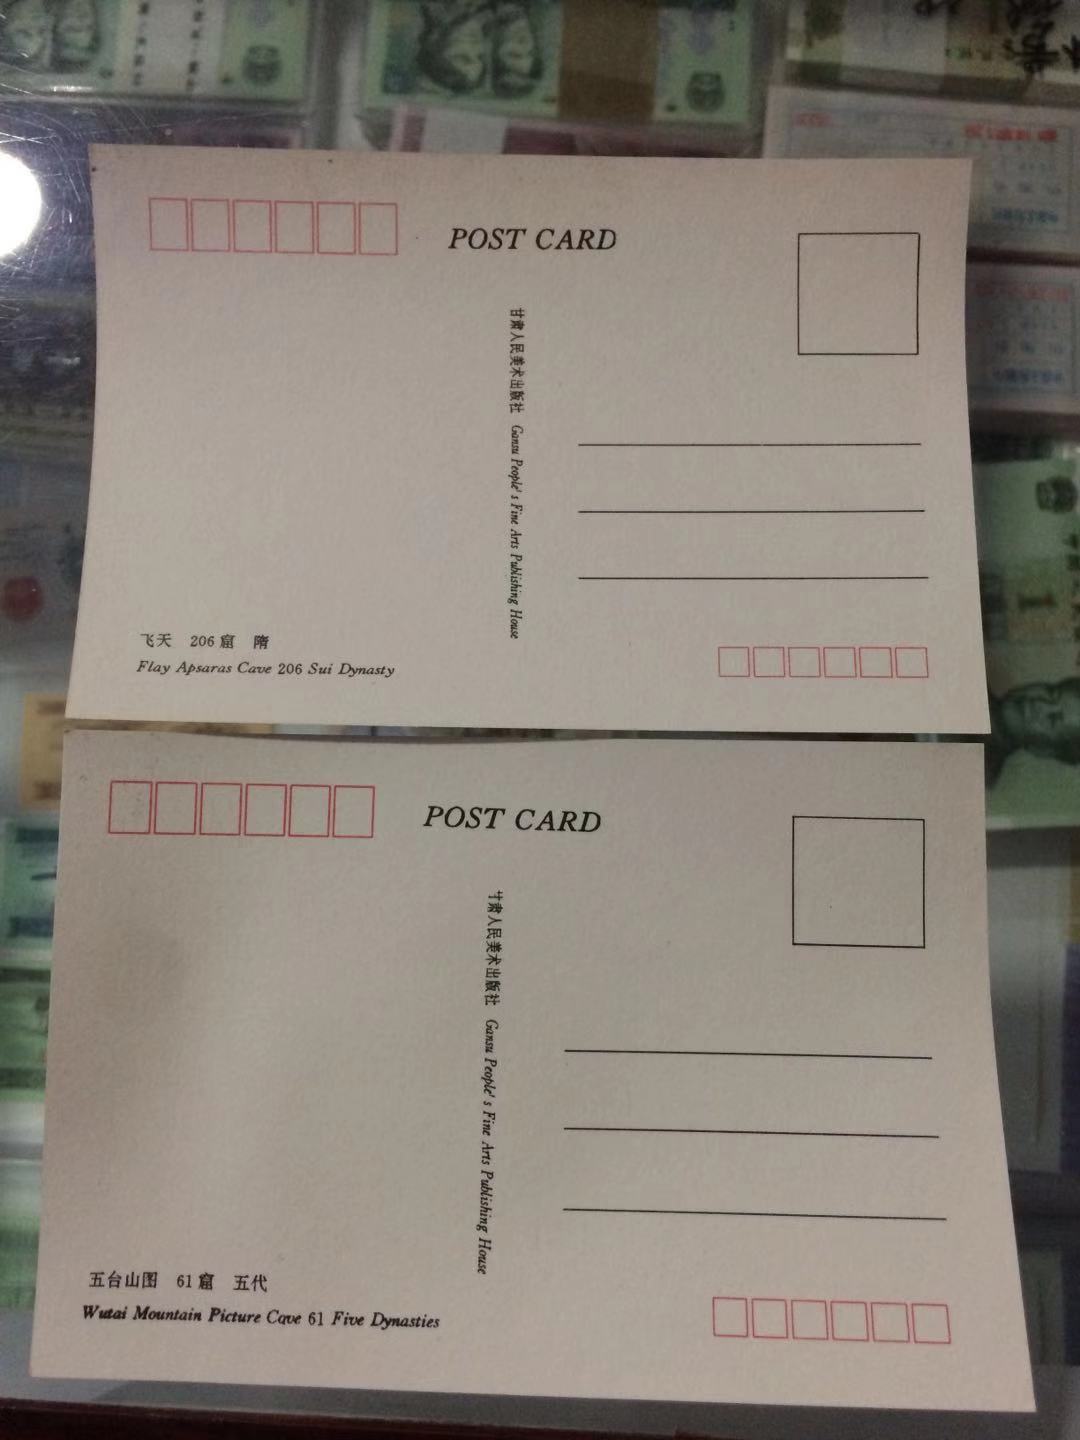 POST CARD
甘肃人民美术出版社 Gansu People's Fine Arts Publishing House
飞天 206窟 隋
Flay Apsaras Cave 206 Sui Dynasty
POST CARD
甘肃人民美术出版社 Gansu People's Fine Arts Publishing House
五台山图 61窟 五代
Wutai Mountain Picture Cave 61 Five Dynasties